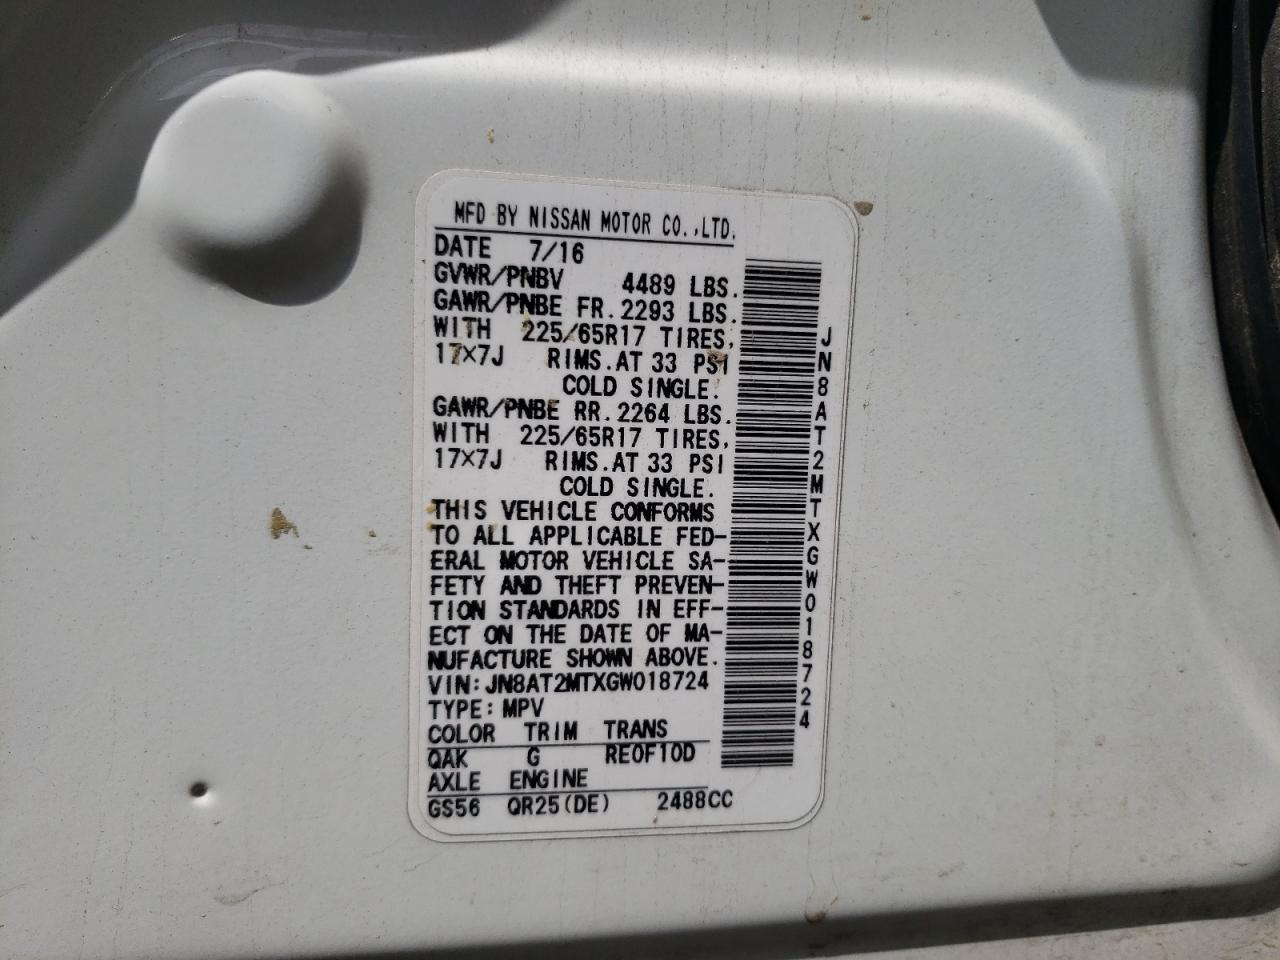 MFD BY NISSAN MOTOR CO.,LTD.
DATE 7/16
GVWR/PNBV 4489 LBS.
GAWR/PNBE FR. 2293 LBS.
WITH 225/65R17 TIRES,
17×7J RIMS.AT 33 PSI
COLD SINGLE.
GAWR/PNBE RR. 2264 LBS.
WITH 225/65R17 TIRES,
17×7J RIMS.AT 33 PSI
COLD SINGLE.
THIS VEHICLE CONFORMS
TO ALL APPLICABLE FED-
ERAL MOTOR VEHICLE SA-
FETY AND THEFT PREVEN-
TION STANDARDS IN EFF-
ECT ON THE DATE OF MA-
NUFACTURE SHOWN ABOVE.
VIN:JN8AT2MTXGW018724
TYPE:MPV
COLOR TRIM TRANS
QAK G RE0F10D
AXLE ENGINE
GS56 QR25(DE) 2488CC
JN8AT2MTXGW018724